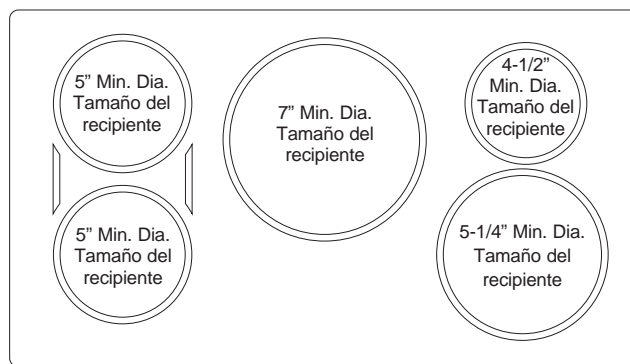 5” Min. Dia.
Tamaño del
recipiente
5” Min. Dia.
Tamaño del
recipiente
7” Min. Dia.
Tamaño del
recipiente
4-1/2”
Min. Dia.
Tamaño del
recipiente
5-1/4” Min. Dia.
Tamaño del
recipiente